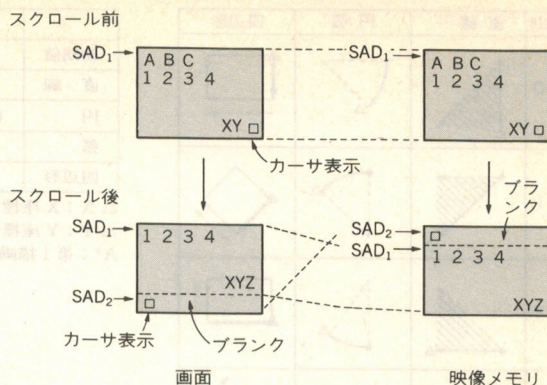 スクロール前
SAD₁
A B C
1 2 3 4
XY □
カーサ表示
SAD₁
A B C
1 2 3 4
XY □
スクロール後
SAD₁
1 2 3 4
XYZ
SAD₂
□
カーサ表示
ブランク
画面
ブラ
ンク
SAD₂
□
SAD₁
1 2 3 4
XYZ
映像メモリ